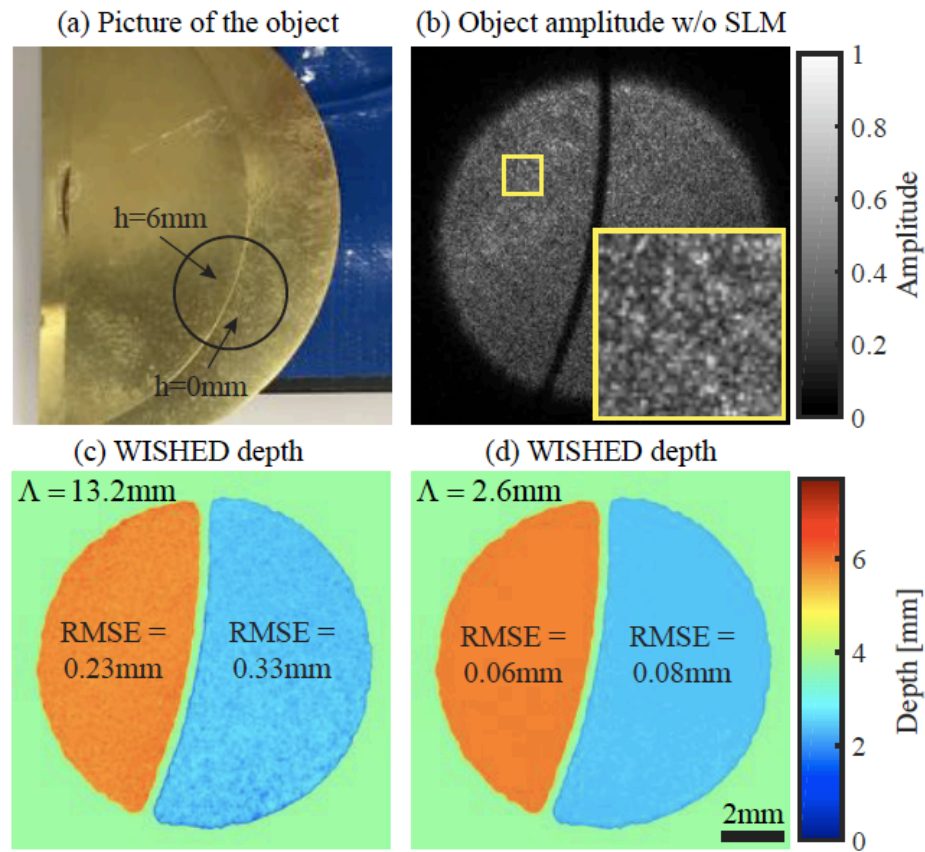 (a) Picture of the object
(b) Object amplitude w/o SLM
h=6mm
h=0mm
1
0.8
0.6
0.4
0.2
0
Amplitude
(c) WISHED depth
(d) WISHED depth
Λ = 13.2mm
RMSE =
0.23mm
RMSE =
0.33mm
Λ = 2.6mm
RMSE =
0.06mm
RMSE =
0.08mm
2mm
6
4
2
0
Depth [mm]